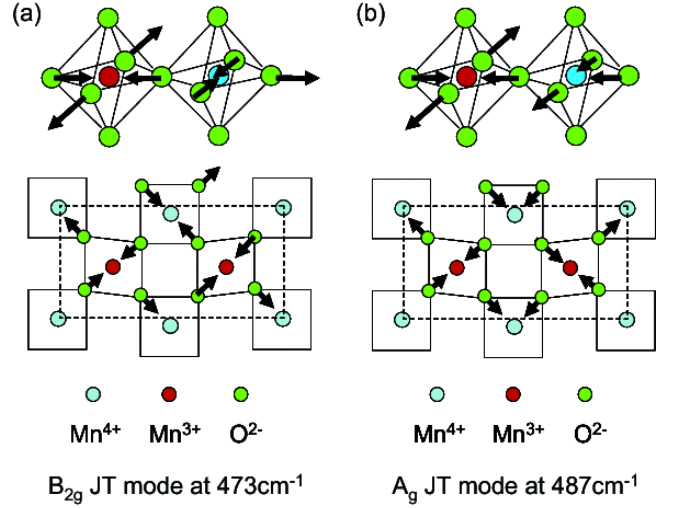 (a)
(b)
Mn4+ Mn3+ O2-
Mn4+ Mn3+ O2-
B2g JT mode at 473cm-1
Ag JT mode at 487cm-1